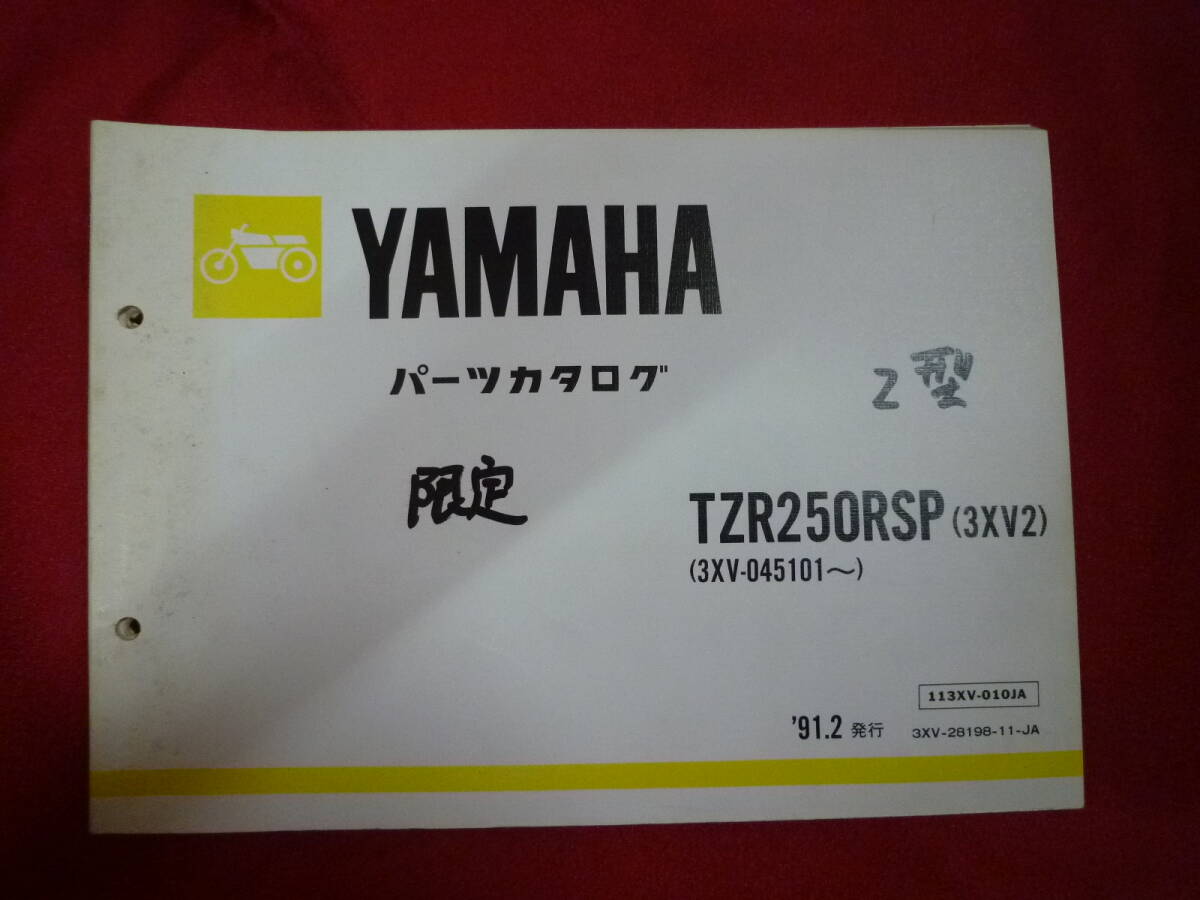 YAMAHA
パーツカタログ
2型
限定
TZR250RSP (3XV2)
(3XV-045101〜)
113XV-010JA
'91.2 発行 3XV-28198-11-JA